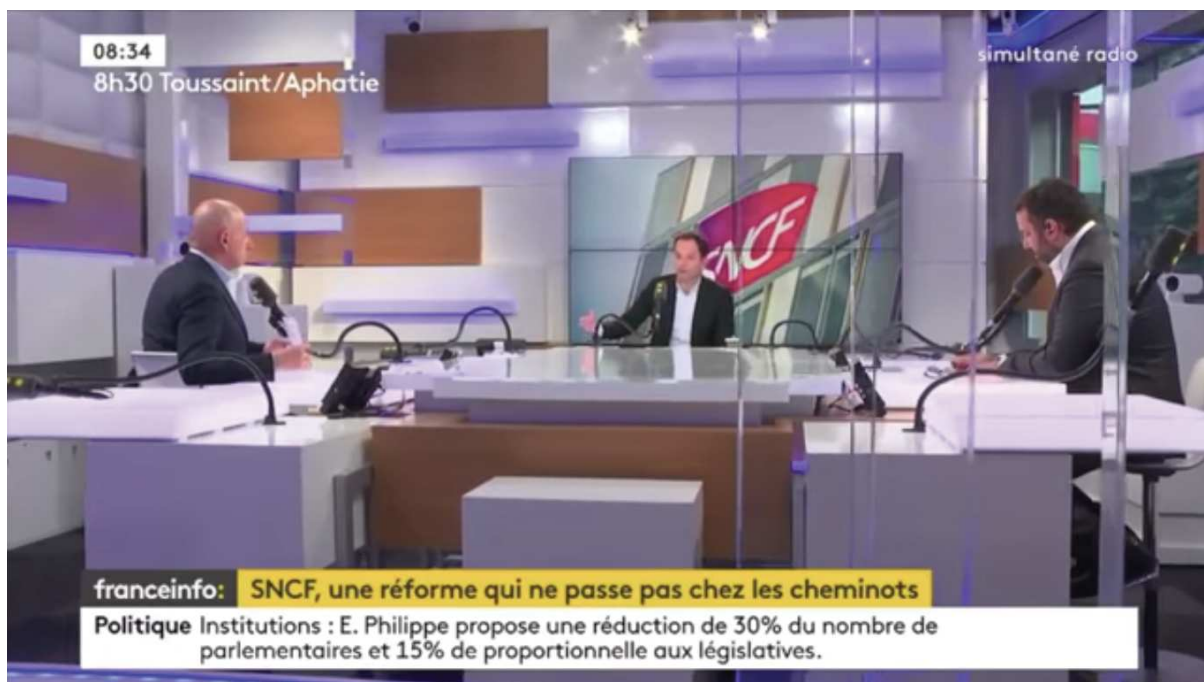 08:34
8h30 Toussaint/Aphatie
simultané radio
SNCF
franceinfo: SNCF, une réforme qui ne passe pas chez les cheminots
Politique Institutions : E. Philippe propose une réduction de 30% du nombre de
parlementaires et 15% de proportionnelle aux législatives.